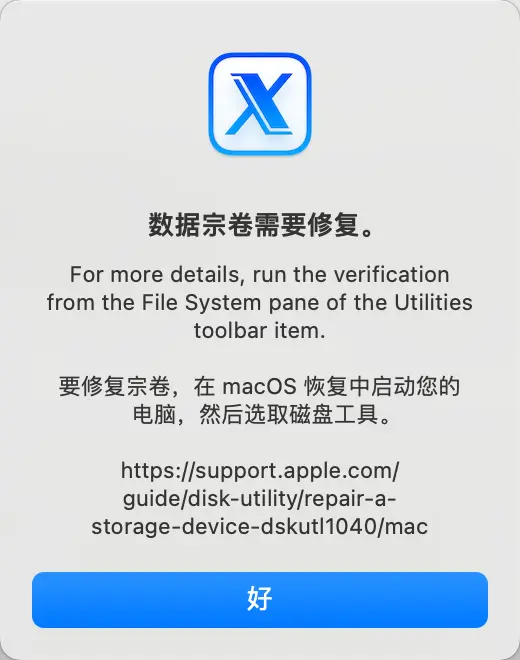 数据宗卷需要修复。
For more details, run the verification
from the File System pane of the Utilities
toolbar item.
要修复宗卷，在 macOS 恢复中启动您的
电脑，然后选取磁盘工具。
https://support.apple.com/
guide/disk-utility/repair-a-
storage-device-dskutl1040/mac
好